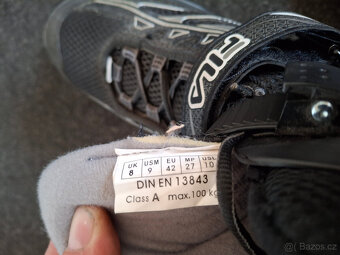 FILA
UK USM EU MP USL
8 9 42 27 10
DIN EN 13843
Class A max. 100 kg
Bazos.cz